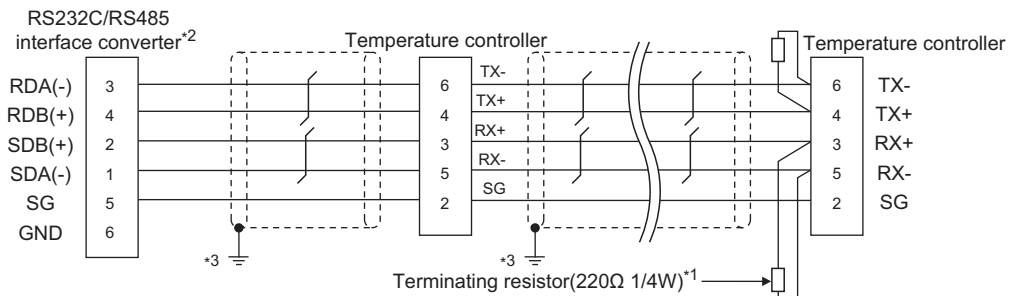 RS232C/RS485
interface converter*2
Temperature controller
Temperature controller
RDA(-) 3 6 TX- 6 TX-
RDB(+) 4 4 TX+ 4 TX+
SDB(+) 2 3 RX+ 3 RX+
SDA(-) 1 5 RX- 5 RX-
SG 5 2 SG 2 SG
GND 6
*3 *3
Terminating resistor(220Ω 1/4W)*1